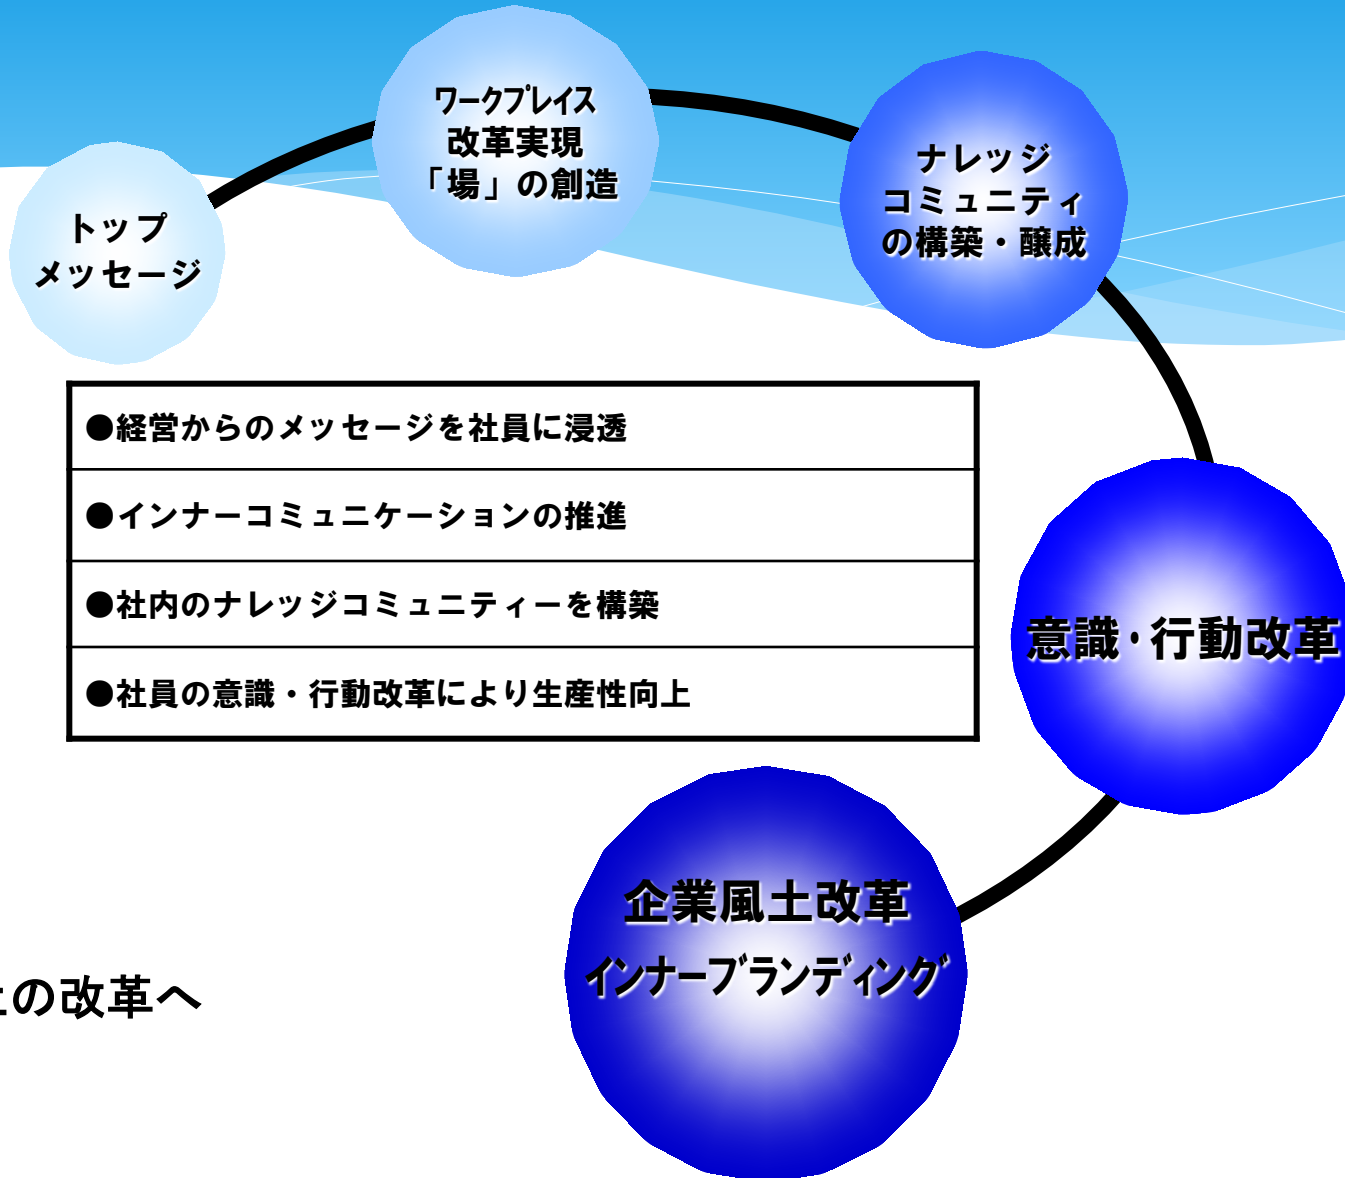 ワークプレイス
改革実現
「場」の創造
ナレッジ
コミュニティ
の構築・醸成
トップ
メッセージ
●経営からのメッセージを社員に浸透
●インナーコミュニケーションの推進
●社内のナレッジコミュニティーを構築
●社員の意識・行動改革により生産性向上
意識・行動改革
企業風土改革
インナーブランディング
の改革へ